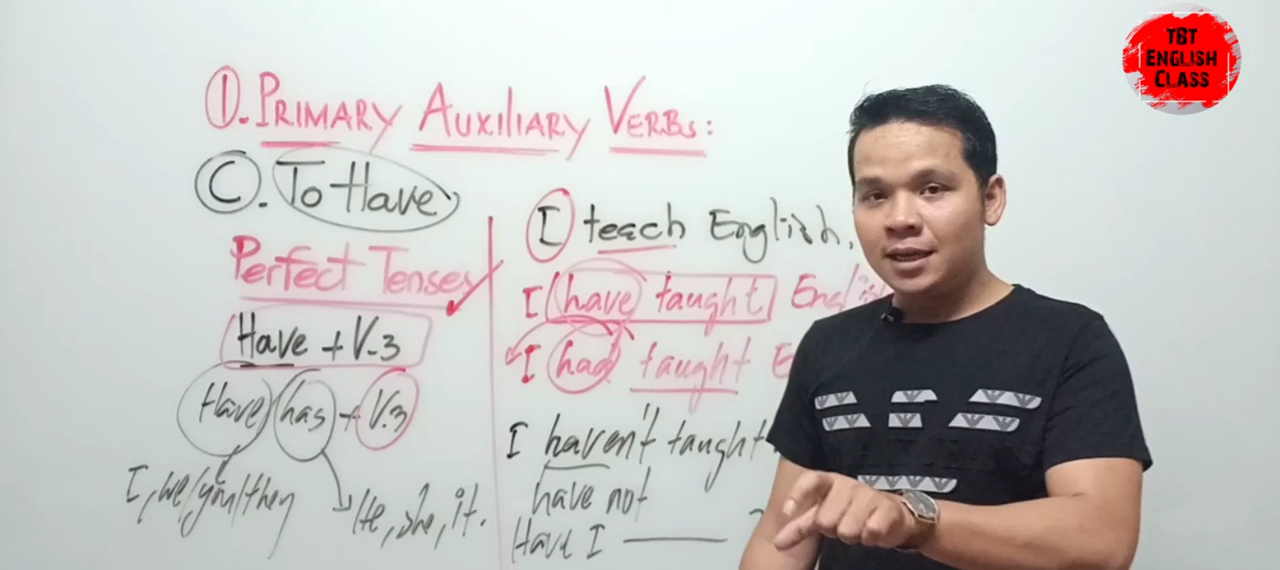 1. PRIMARY AUXILIARY VERBS:
C. To Have
Perfect Tenses
Have + V.3
Have has + V.3
I, we/you/they
He, she, it.
I teach English.
I have taught English
I had taught E
I haven't taught
have not
Have I ?
TBT
ENGLISH
CLASS